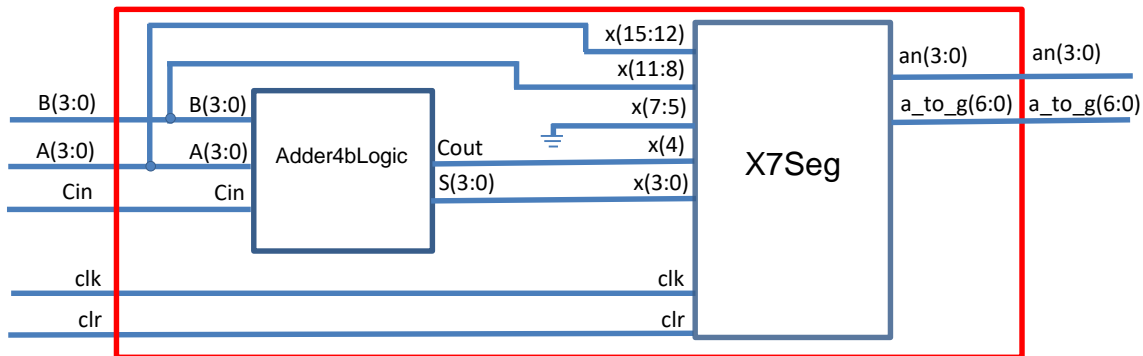 x(15:12)
an(3:0) an(3:0)
x(11:8)
B(3:0) B(3:0) x(7:5) a_to_g(6:0) a_to_g(6:0)
A(3:0) A(3:0) Adder4bLogic Cout x(4)
X7Seg
Cin Cin S(3:0) x(3:0)
clk clk
clr clr